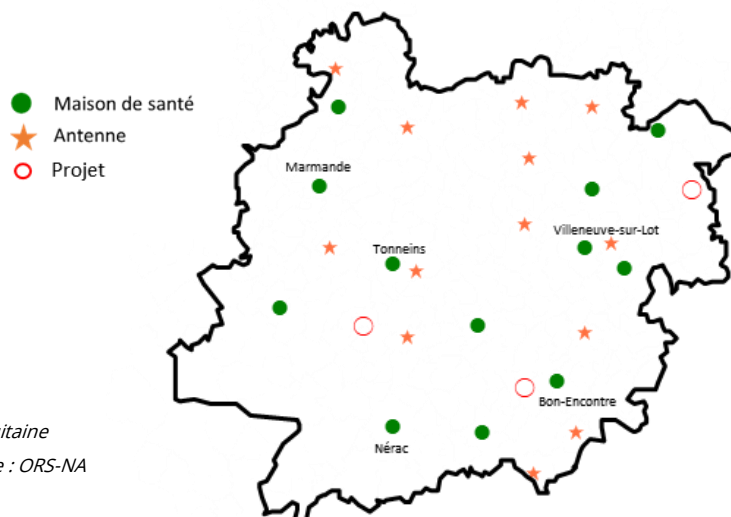 Maison de santé
Antenne
Projet
Marmande
Villeneuve-sur-Lot
Tonneins
Bon-Encontre
Nérac
itaine
: ORS-NA